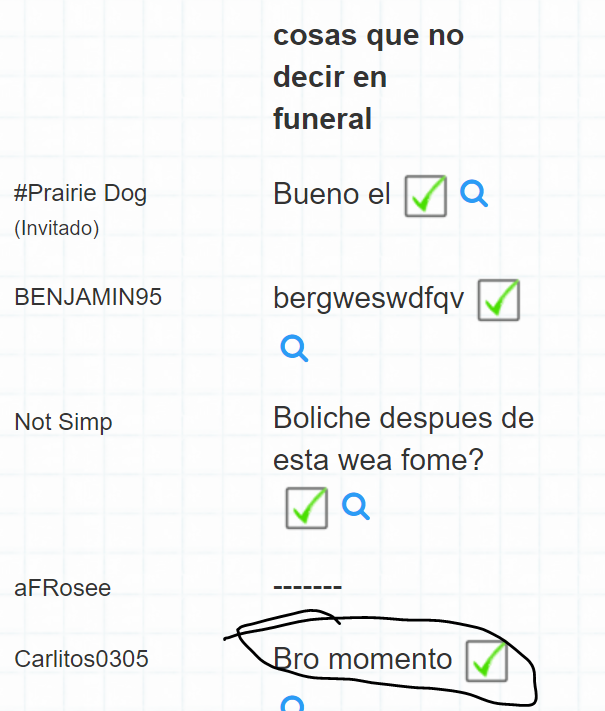 cosas que no
decir en
funeral
#Prairie Dog
(Invitado)
Bueno el
BENJAMIN95
bergweswdfqv
Not Simp
Boliche despues de
esta wea fome?
aFRosee
-------
Carlitos0305
Bro momento